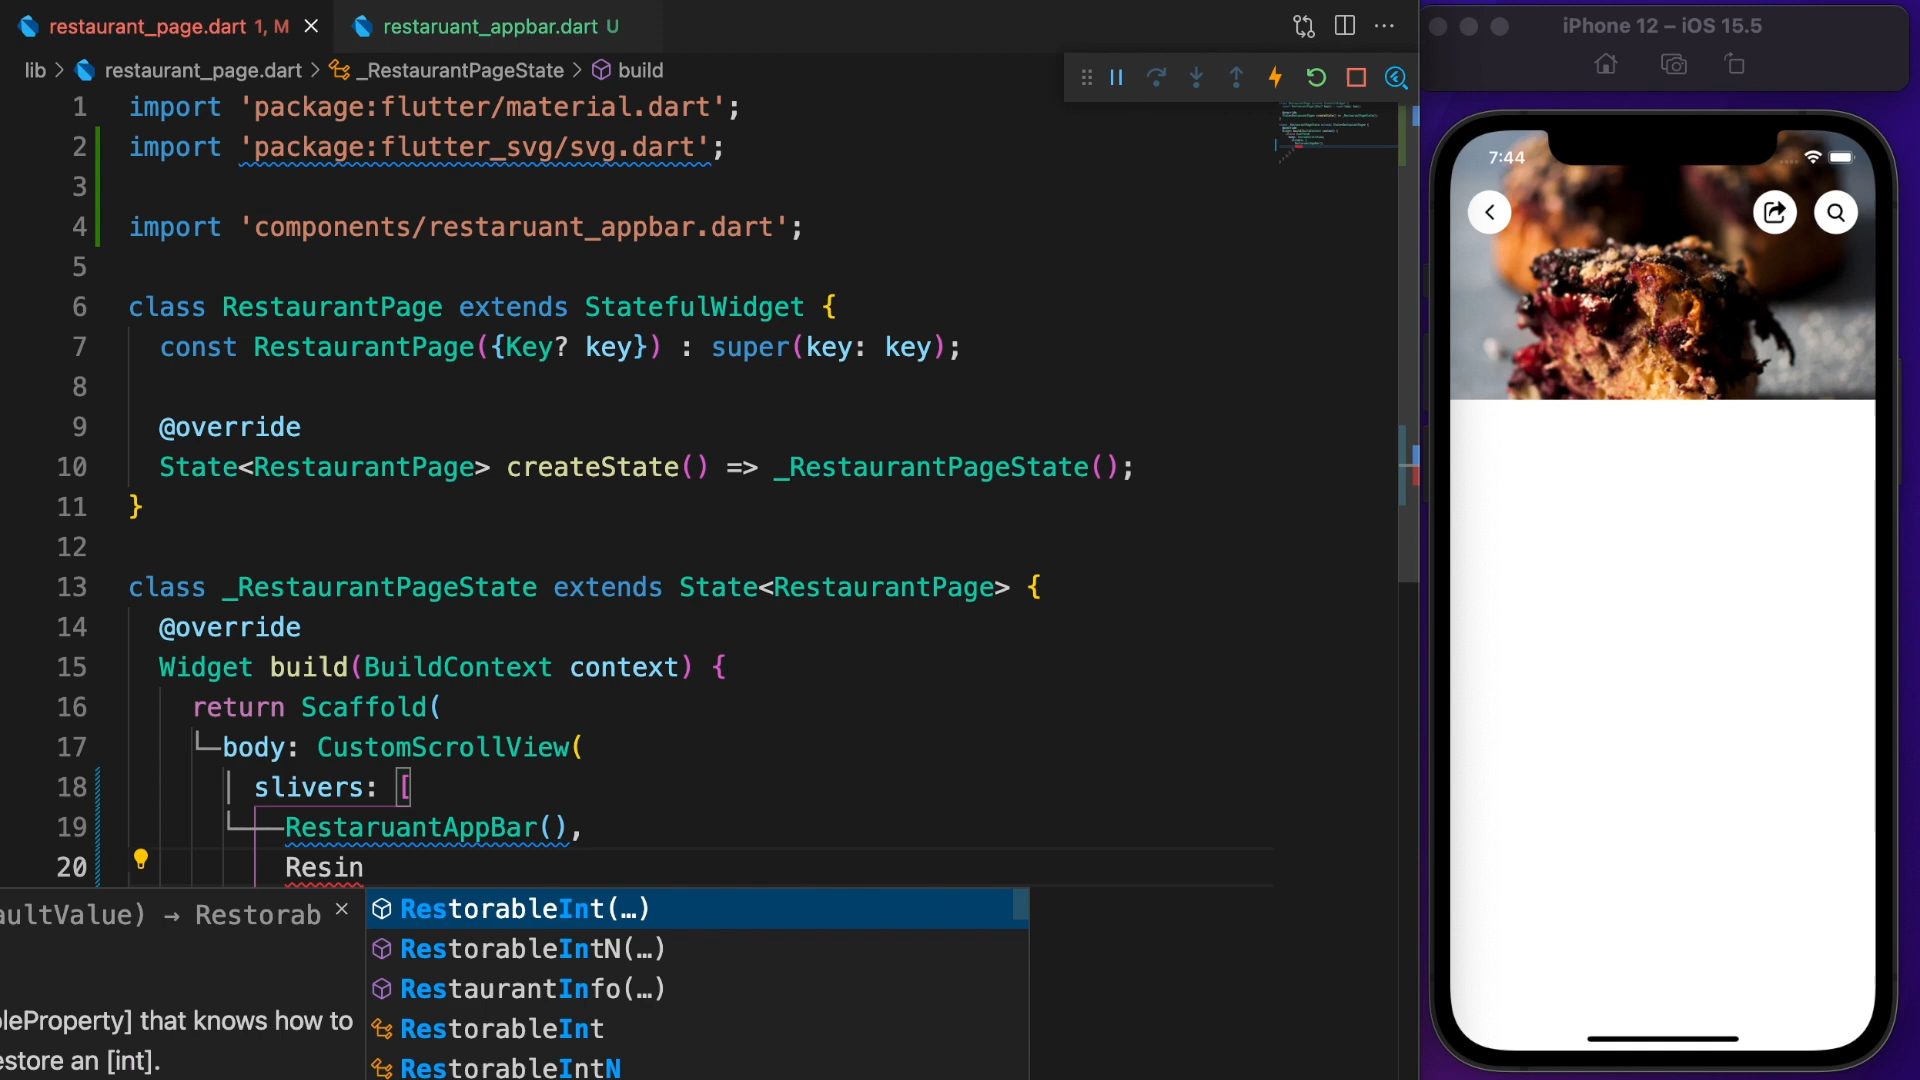 restaurant_page.dart 1, M
restaruant_appbar.dart U
lib > restaurant_page.dart > _RestaurantPageState > build
1 import 'package:flutter/material.dart';
2 import 'package:flutter_svg/svg.dart';
3
4 import 'components/restaruant_appbar.dart';
5
6 class RestaurantPage extends StatefulWidget {
7 const RestaurantPage({Key? key}) : super(key: key);
8
9 @override
10 State<RestaurantPage> createState() => _RestaurantPageState();
11 }
12
13 class _RestaurantPageState extends State<RestaurantPage> {
14 @override
15 Widget build(BuildContext context) {
16 return Scaffold(
17 body: CustomScrollView(
18 slivers: [
19 RestaruantAppBar(),
20 Resin
aultValue) → Restorab
leProperty] that knows how to
estore an [int].
RestorableInt(…)
RestorableIntN(…)
RestaurantInfo(…)
RestorableInt
RestorableIntN
iPhone 12 – iOS 15.5
7:44